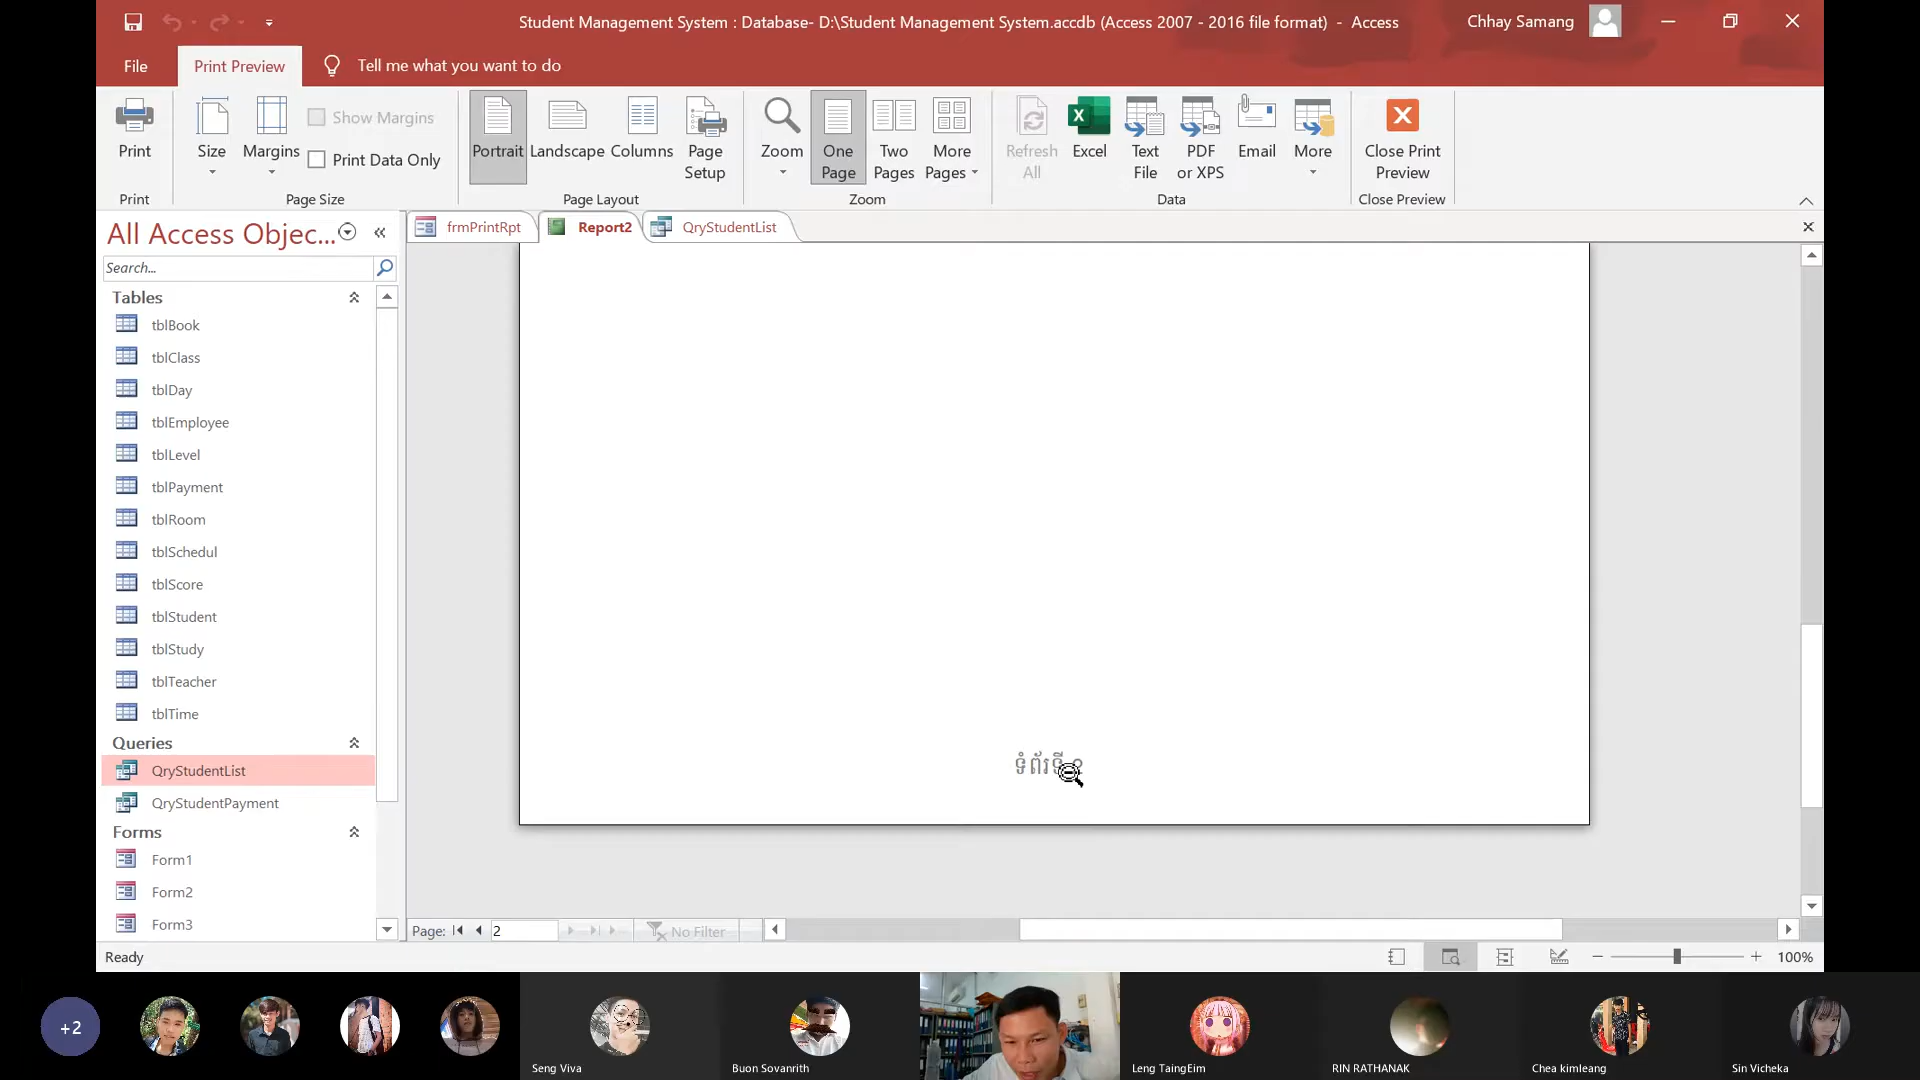 Student Management System : Database- D:\Student Management System.accdb (Access 2007 - 2016 file format) - Access
Chhay Samang
File
Print Preview
Tell me what you want to do
Print
Size
Margins
Show Margins
Print Data Only
Portrait
Landscape
Columns
Page Setup
Zoom
One Page
Two Pages
More Pages
Refresh All
Excel
Text File
PDF or XPS
Email
More
Close Print Preview
Print
Page Size
Page Layout
Zoom
Data
Close Preview
All Access Objec...
frmPrintRpt
Report2
QryStudentList
Search...
Tables
tblBook
tblClass
tblDay
tblEmployee
tblLevel
tblPayment
tblRoom
tblSchedul
tblScore
tblStudent
tblStudy
tblTeacher
tblTime
Queries
QryStudentList
QryStudentPayment
Forms
Form1
Form2
Form3
ទំព័រទី
Page:
2
No Filter
Ready
100%
+2
Seng Viva
Buon Sovanrith
Leng TaingEim
RIN RATHANAK
Chea kimleang
Sin Vicheka